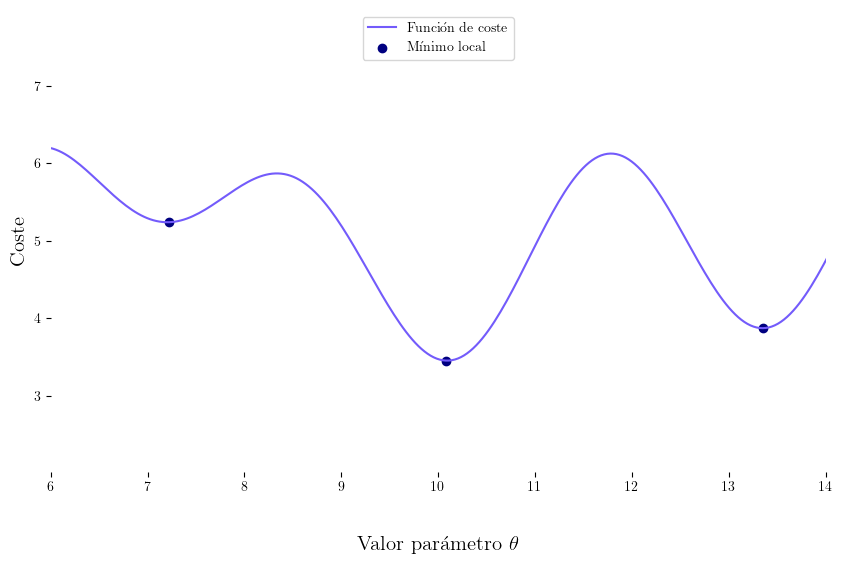 Función de coste
Mínimo local
7
6
5
4
3
Coste
6 7 8 9 10 11 12 13 14
Valor parámetro θ